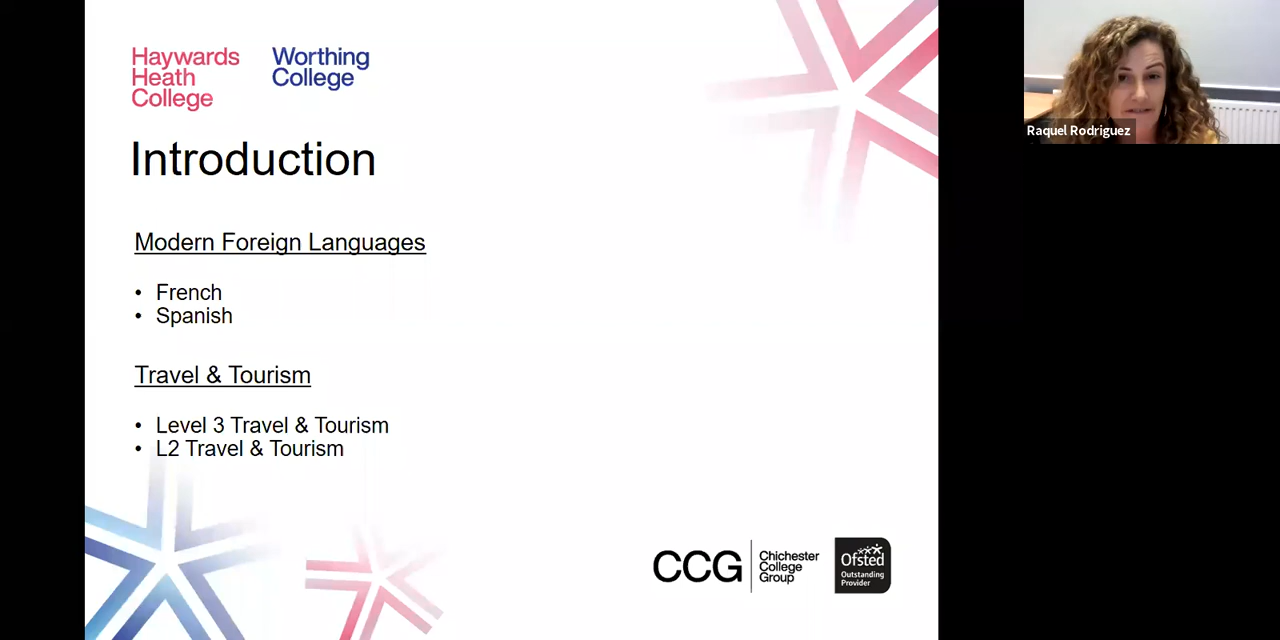 Haywards
Heath
College
Worthing
College
Introduction
Modern Foreign Languages
• French
• Spanish
Travel & Tourism
• Level 3 Travel & Tourism
• L2 Travel & Tourism
CCG
Chichester
College
Group
Ofsted
Outstanding
Provider
Raquel Rodriguez